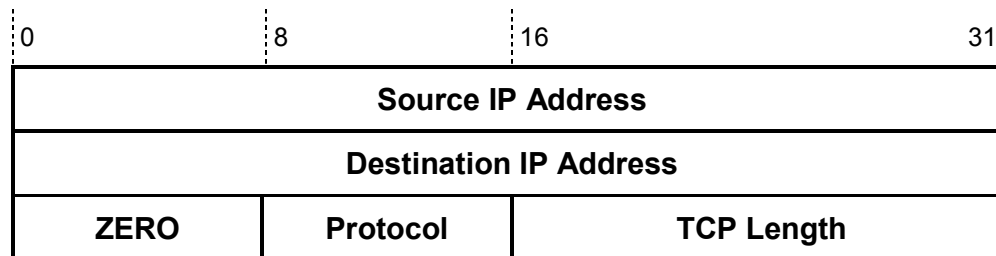 0 8 16 31
Source IP Address
Destination IP Address
ZERO Protocol TCP Length